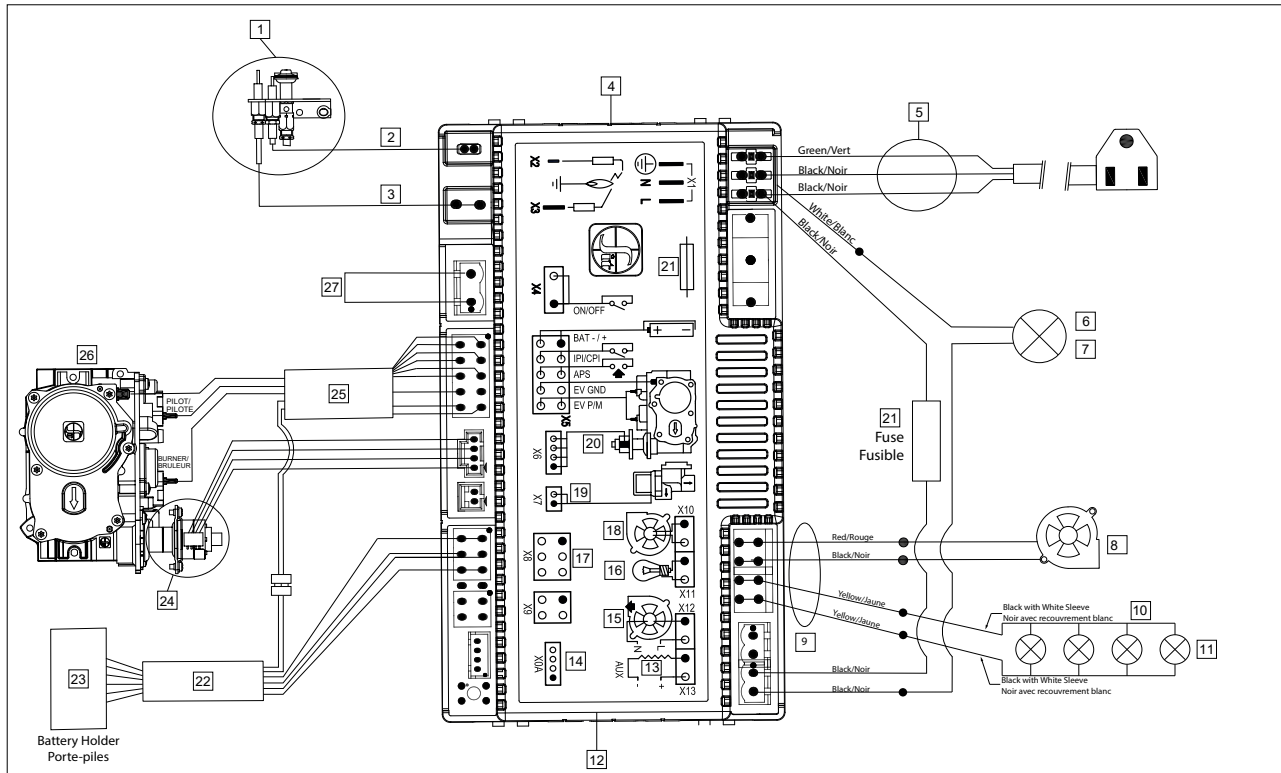 1
4
5
2
3
X2
X3
N
L
X1
Green/Vert
Black/Noir
Black/Noir
White/Blanc
Black/Noir
27
21
X4
ON/OFF
6
7
26
PILOT/
PILOTE
25
BAT - / +
IPI/CPI
APS
EV GND
EV P/M
X5
+ -
21
Fuse
Fusible
BURNER/
BRULEUR
X6
20
X7
19
24
X8
17
18
X10
16
X11
Red/Rouge
Black/Noir
8
X9
15
X12
N
L
Yellow/Jaune
Yellow/Jaune
Black with White Sleeve
Noir avec recouvrement blanc
10
11
9
Black with White Sleeve
Noir avec recouvrement blanc
X0A
14
AUX
13
- +
X13
Black/Noir
Black/Noir
23
22
Battery Holder
Porte-piles
12